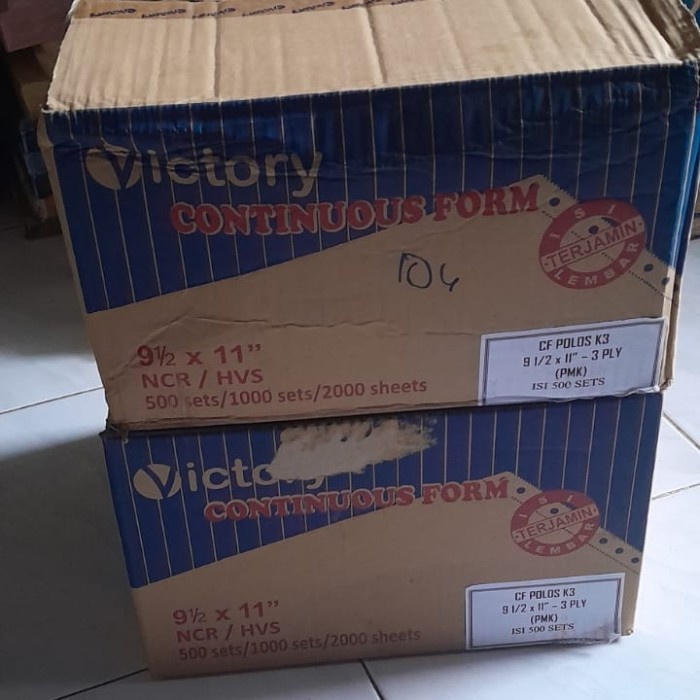 Victory
CONTINUOUS FORM
ISI
TERJAMIN
LEMBAR
104
9½ x 11"
NCR / HVS
500 sets/1000 sets/2000 sheets
CF POLOS K3
9 1/2 x 11" - 3 PLY
(PMK)
ISI 500 SETS
Victory
CONTINUOUS FORM
ISI
TERJAMIN
LEMBAR
9½ x 11"
NCR / HVS
500 sets/1000 sets/2000 sheets
CF POLOS K3
9 1/2 x 11" - 3 PLY
(PMK)
ISI 500 SETS